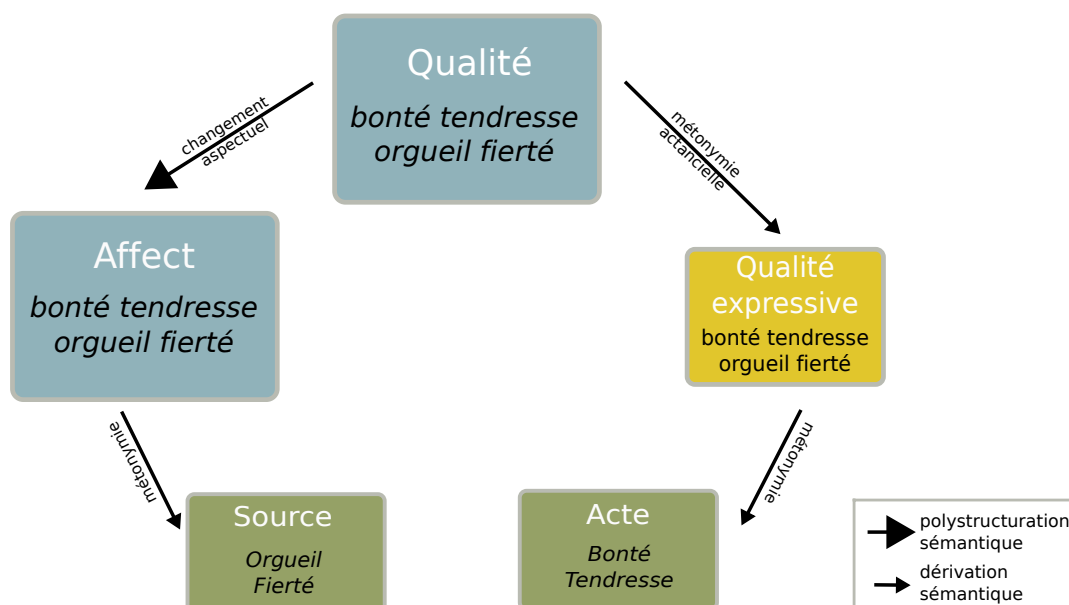 Qualité
bonté tendresse
orgueil fierté
changement
aspectuel
métonymie
actancielle
Affect
bonté tendresse
orgueil fierté
Qualité
expressive
bonté tendresse
orgueil fierté
métonymie
métonymie
Source
Orgueil
Fierté
Acte
Bonté
Tendresse
polystructuration
sémantique
dérivation
sémantique